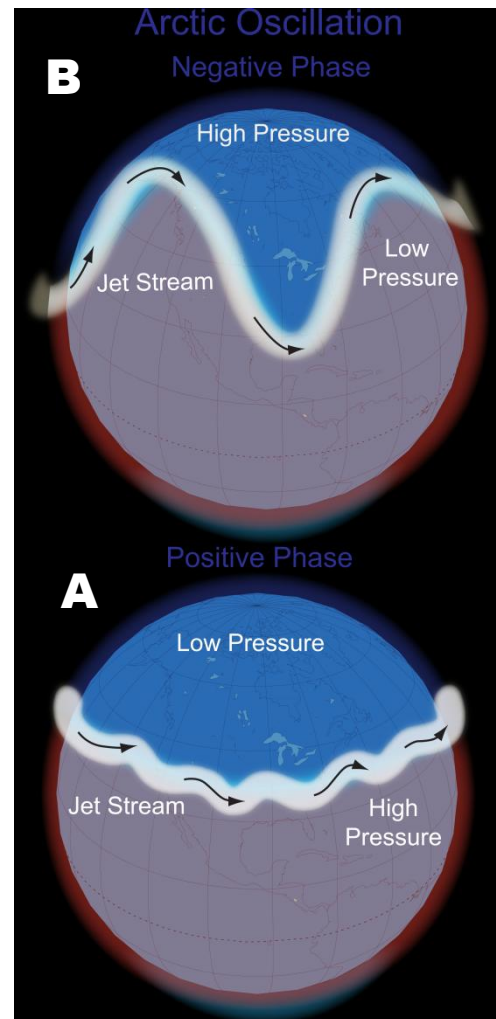 Arctic Oscillation
Negative Phase
B
High Pressure
Jet Stream
Low
Pressure
Positive Phase
A
Low Pressure
Jet Stream
High
Pressure